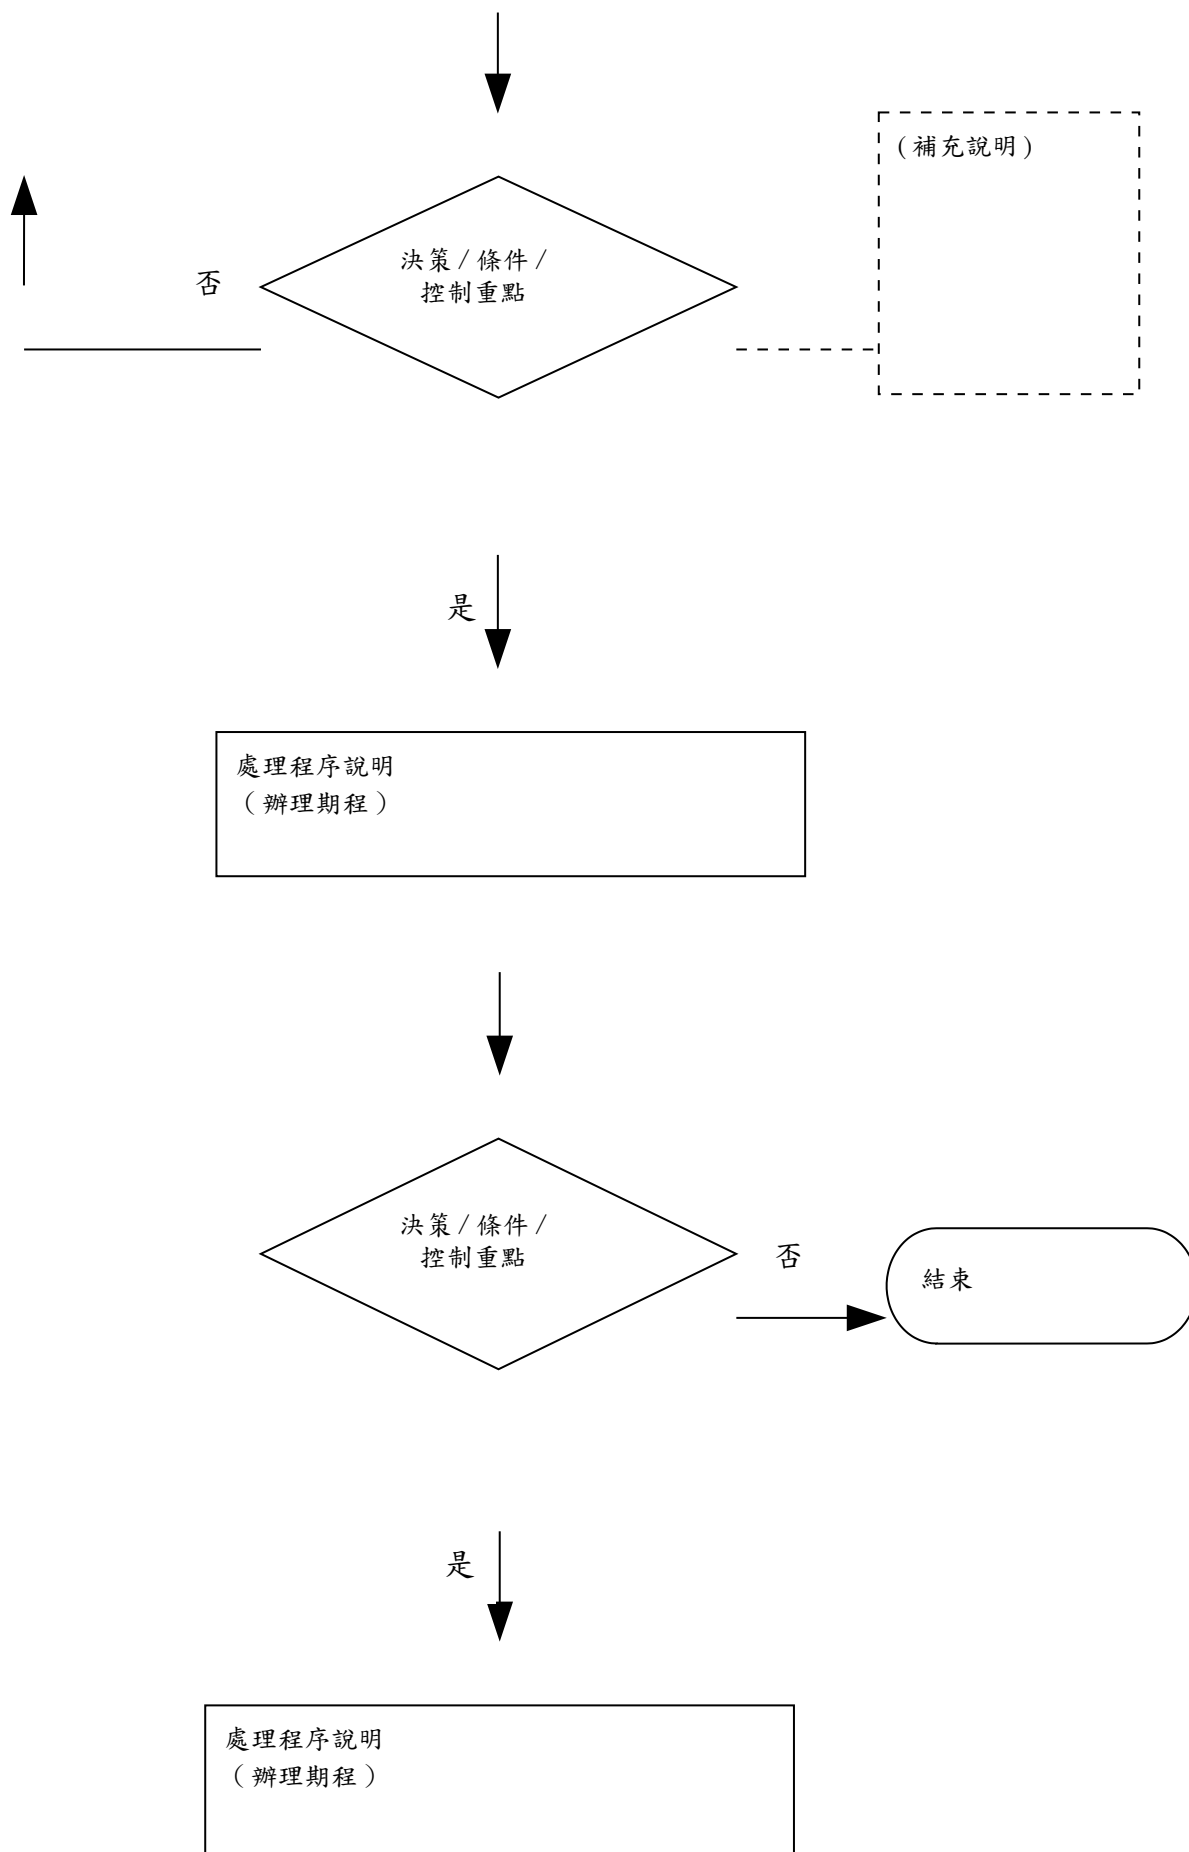 (補充說明)
決策/條件/
控制重點
否
是
處理程序說明
（辦理期程）
決策/條件/
控制重點
否
結束
是
處理程序說明
（辦理期程）